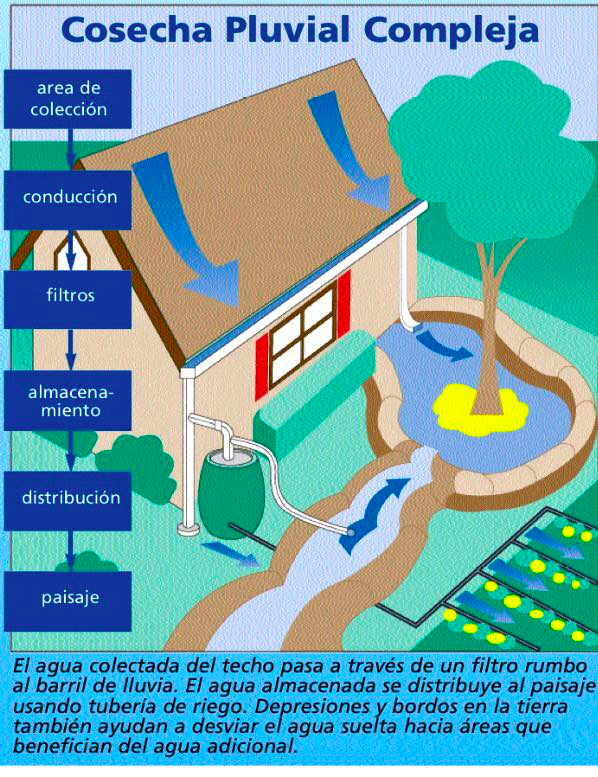 Cosecha Pluvial Compleja
area de
colección
conducción
filtros
almacena-
miento
distribución
paisaje
El agua colectada del techo pasa a través de un filtro rumbo
al barril de lluvia. El agua almacenada se distribuye al paisaje
usando tubería de riego. Depresiones y bordos en la tierra
también ayudan a desviar el agua suelta hacia áreas que
benefician del agua adicional.